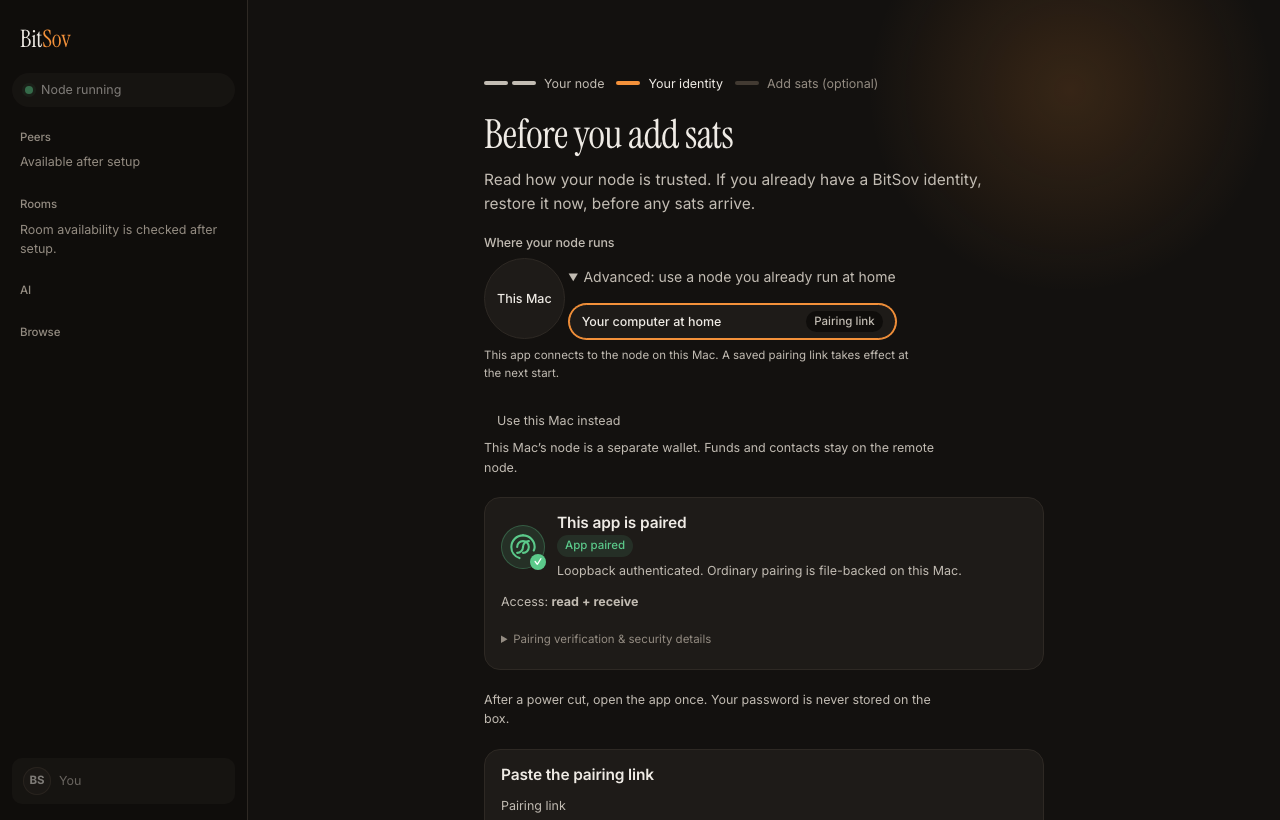 BitSov
Node running
Peers
Available after setup
Rooms
Room availability is checked after
setup.
AI
Browse
BS You
Your node Your identity Add sats (optional)
Before you add sats
Read how your node is trusted. If you already have a BitSov identity,
restore it now, before any sats arrive.
Where your node runs
This Mac
Advanced: use a node you already run at home
Your computer at home Pairing link
This app connects to the node on this Mac. A saved pairing link takes effect at
the next start.
Use this Mac instead
This Mac’s node is a separate wallet. Funds and contacts stay on the remote
node.
This app is paired
App paired
Loopback authenticated. Ordinary pairing is file-backed on this Mac.
Access: read + receive
Pairing verification & security details
After a power cut, open the app once. Your password is never stored on the
box.
Paste the pairing link
Pairing link